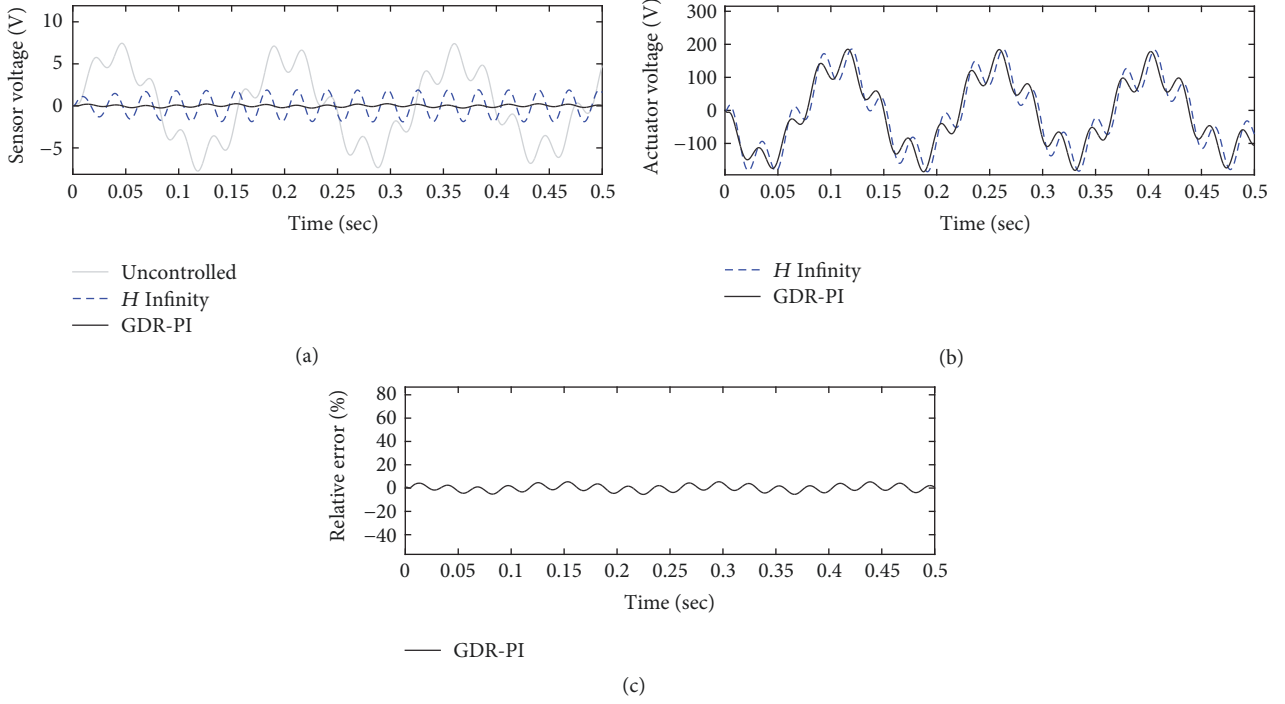 Sensor voltage (V)
10
5
0
−5
0 0.05 0.1 0.15 0.2 0.25 0.3 0.35 0.4 0.45 0.5
Time (sec)
Uncontrolled
H Infinity
GDR-PI
(a)
Actuator voltage (V)
300
200
100
0
−100
0 0.05 0.1 0.15 0.2 0.25 0.3 0.35 0.4 0.45 0.5
Time (sec)
H Infinity
GDR-PI
(b)
Relative error (%)
80
60
40
20
0
−20
−40
0 0.05 0.1 0.15 0.2 0.25 0.3 0.35 0.4 0.45 0.5
Time (sec)
GDR-PI
(c)